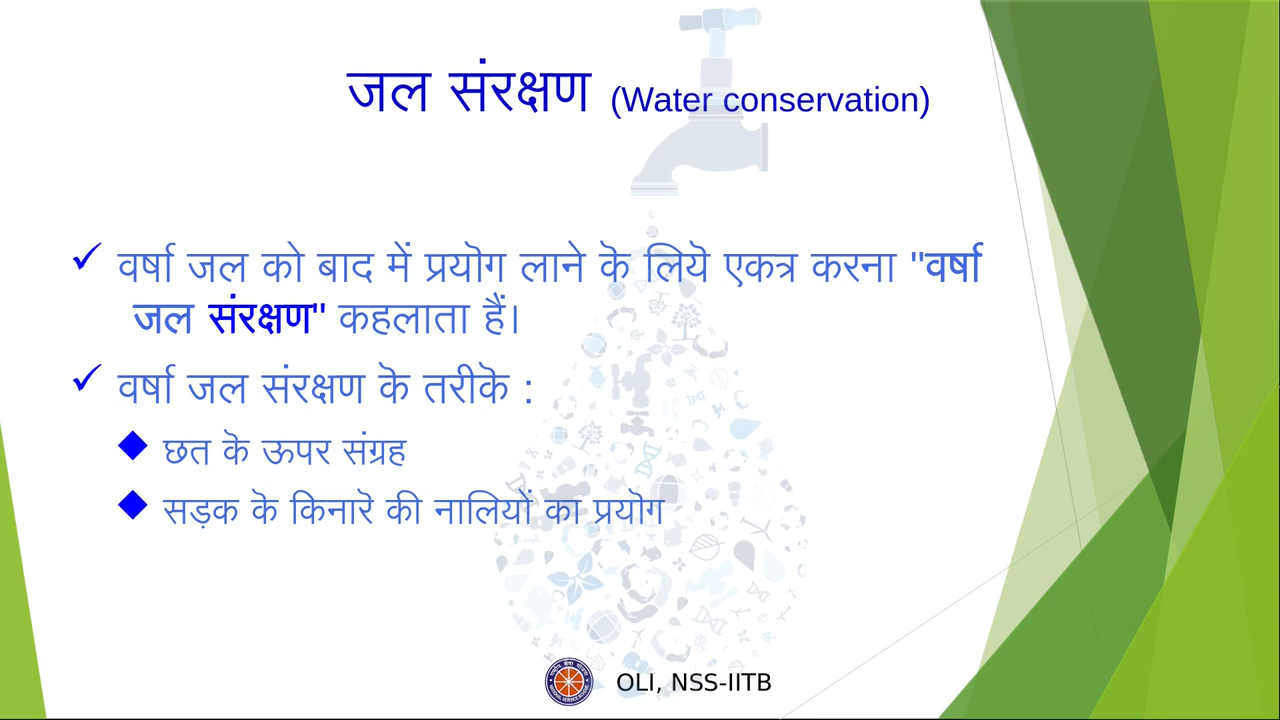 जल संरक्षण (Water conservation)
वर्षा जल को बाद में प्रयॊग लाने कॆ लियॆ एकत्र करना "वर्षा
जल संरक्षण" कहलाता हैं।
वर्षा जल संरक्षण कॆ तरीकॆ :
छत कॆ ऊपर संग्रह
सड़क कॆ किनारॆ की नालियों का प्रयॊग
OLI, NSS-IITB